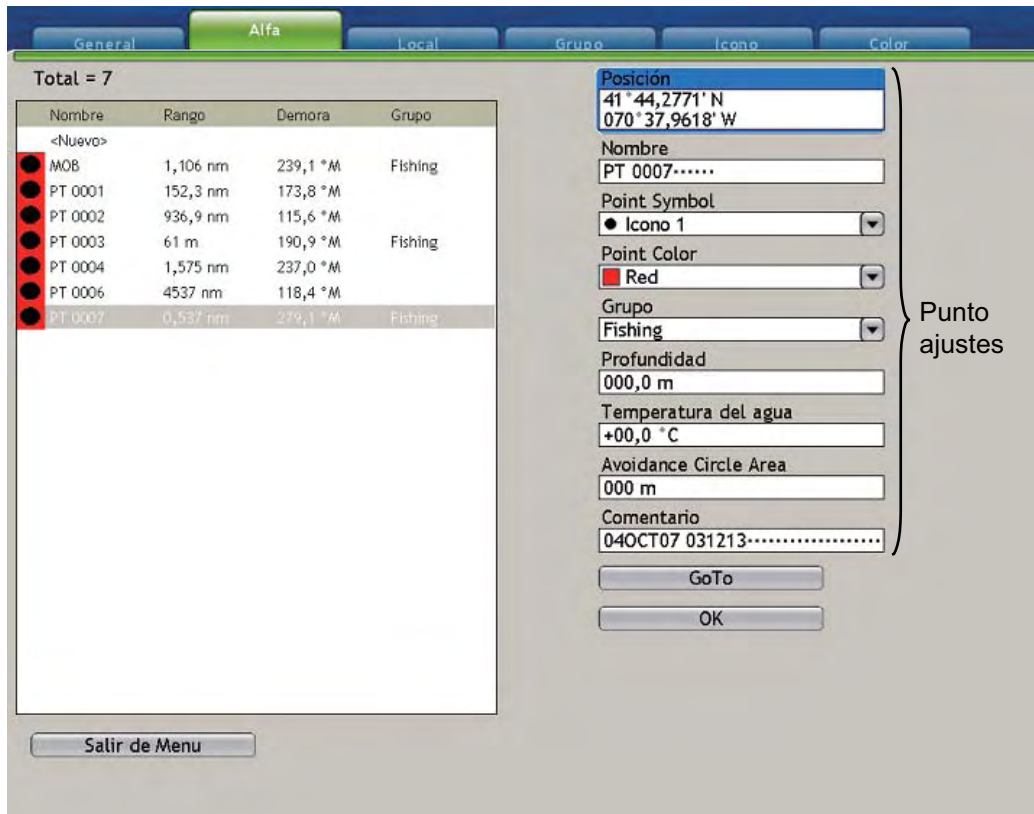 General Alfa Local Grupo Icono Color
Total = 7
Nombre Rango Demora Grupo
<Nuevo>
MOB 1,106 nm 239,1 °M Fishing
PT 0001 152,3 nm 173,8 °M
PT 0002 936,9 nm 115,6 °M
PT 0003 61 m 190,9 °M Fishing
PT 0004 1,575 nm 237,0 °M
PT 0006 4537 nm 118,4 °M
PT 0007 0,537 nm 279,1 °M Fishing
Salir de Menu
Posición
41°44,2771' N
070°37,9618' W
Nombre
PT 0007······
Point Symbol
Icono 1
Point Color
Red
Grupo
Fishing
Profundidad
000,0 m
Temperatura del agua
+00,0 °C
Avoidance Circle Area
000 m
Comentario
04OCT07 031213···················
GoTo
OK
Punto
ajustes